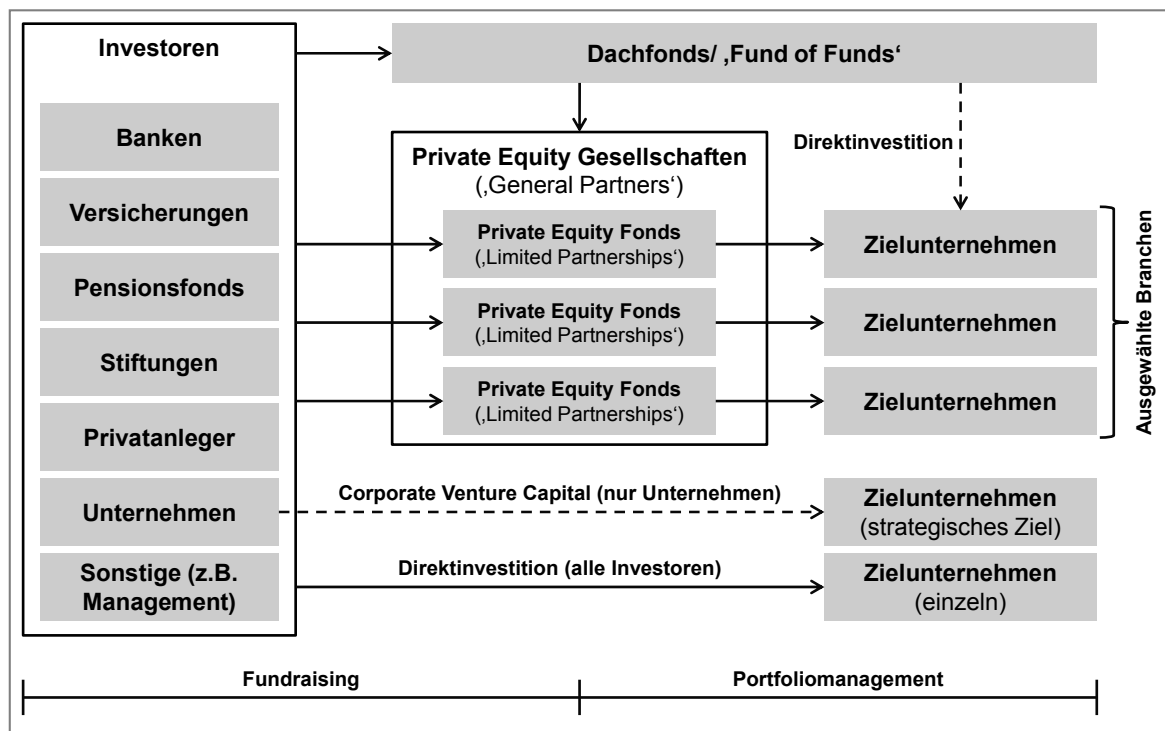 Investoren
Banken
Versicherungen
Pensionsfonds
Stiftungen
Privatanleger
Unternehmen
Sonstige (z.B.
Management)
Dachfonds/ ‚Fund of Funds‘
Direktinvestition
Private Equity Gesellschaften
(‚General Partners‘)
Private Equity Fonds
(‚Limited Partnerships‘)
Private Equity Fonds
(‚Limited Partnerships‘)
Private Equity Fonds
(‚Limited Partnerships‘)
Zielunternehmen
Zielunternehmen
Zielunternehmen
Ausgewählte Branchen
Corporate Venture Capital (nur Unternehmen)
Zielunternehmen
(strategisches Ziel)
Direktinvestition (alle Investoren)
Zielunternehmen
(einzeln)
Fundraising
Portfoliomanagement